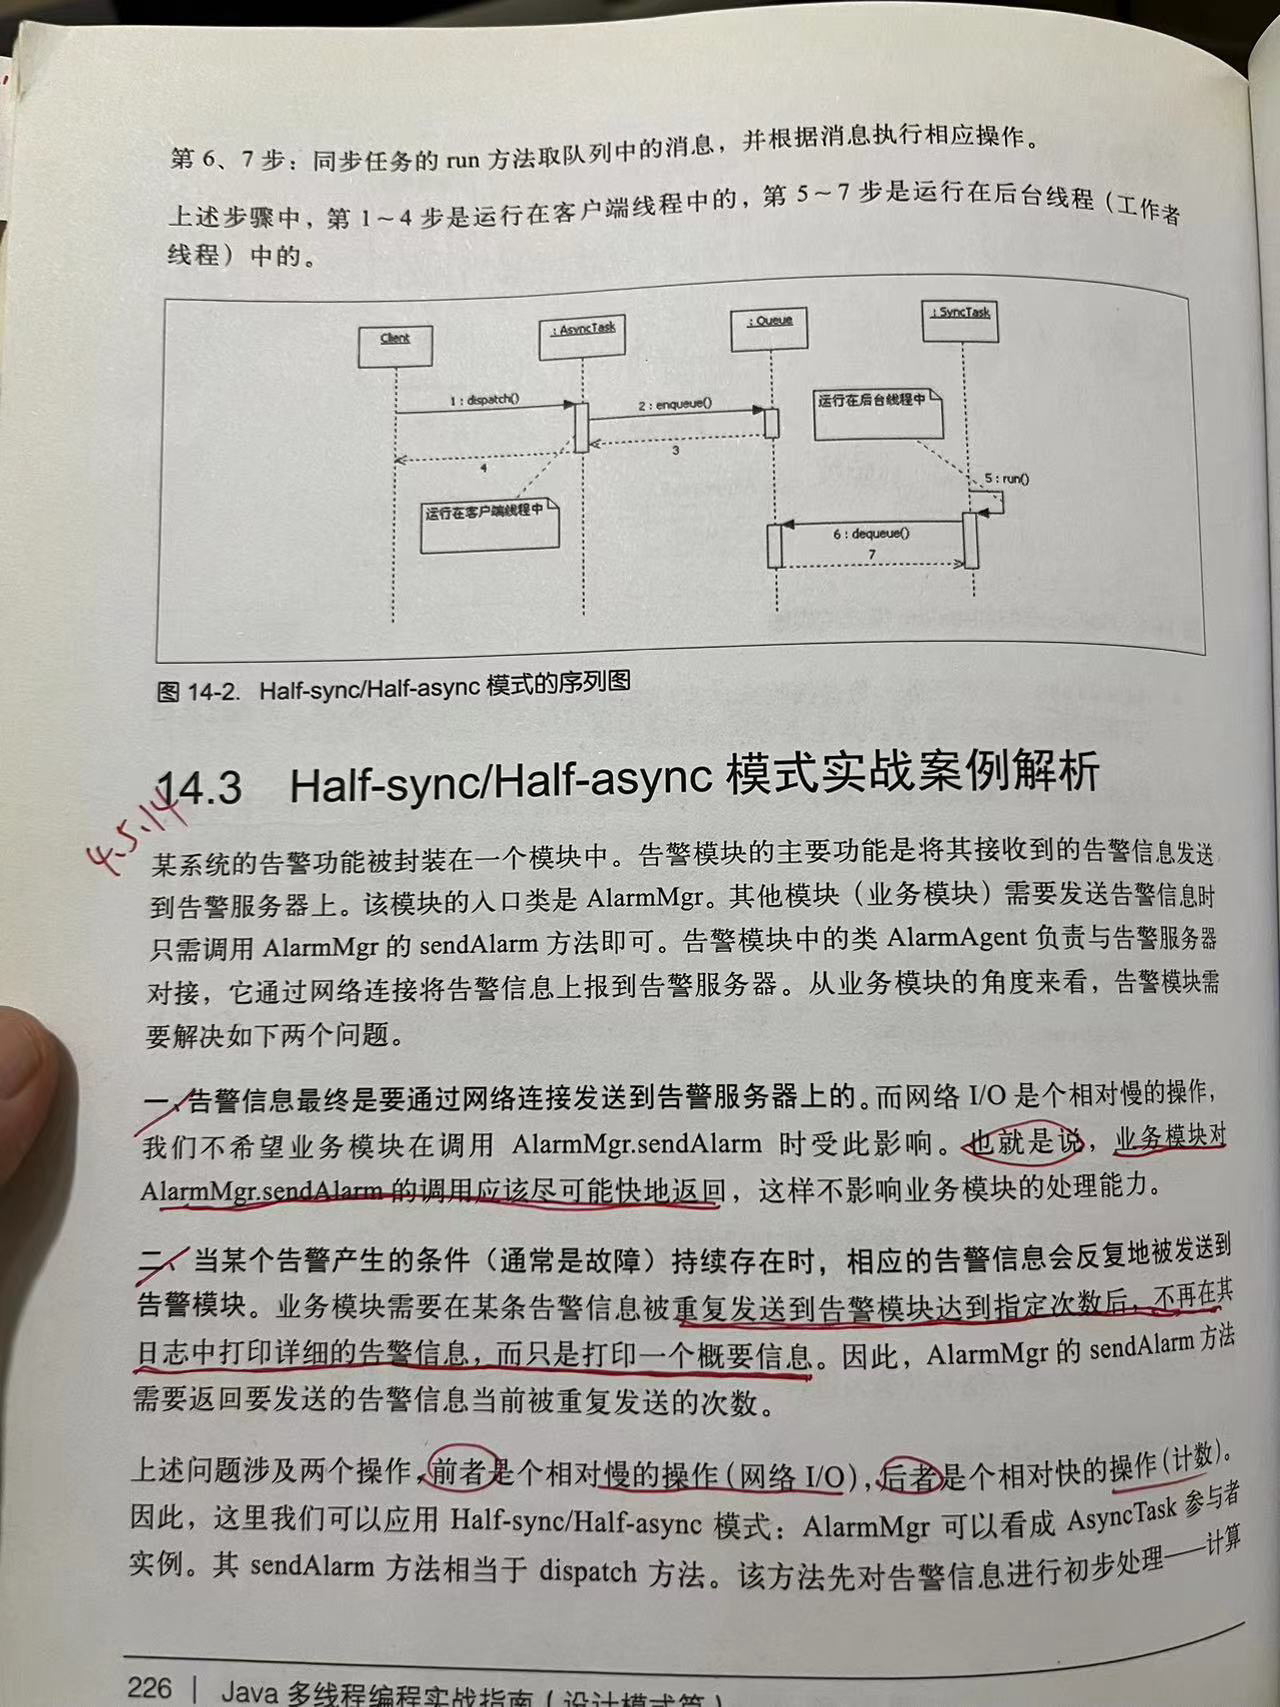 第 6、7 步：同步任务的 run 方法取队列中的消息，并根据消息执行相应操作。
上述步骤中，第 1～4 步是运行在客户端线程中的，第 5～7 步是运行在后台线程（工作者
线程）中的。
Client
: AsyncTask
: Queue
: SyncTask
1 : dispatch()
2 : enqueue()
运行在后台线程中
3
4
5 : run()
运行在客户端线程中
6 : dequeue()
7
图 14-2. Half-sync/Half-async 模式的序列图
14.3 Half-sync/Half-async 模式实战案例解析
4.5.14
某系统的告警功能被封装在一个模块中。告警模块的主要功能是将其接收到的告警信息发送
到告警服务器上。该模块的入口类是 AlarmMgr。其他模块（业务模块）需要发送告警信息时
只需调用 AlarmMgr 的 sendAlarm 方法即可。告警模块中的类 AlarmAgent 负责与告警服务器
对接，它通过网络连接将告警信息上报到告警服务器。从业务模块的角度来看，告警模块需
要解决如下两个问题。
一、告警信息最终是要通过网络连接发送到告警服务器上的。而网络 I/O 是个相对慢的操作，
我们不希望业务模块在调用 AlarmMgr.sendAlarm 时受此影响。也就是说，业务模块对
AlarmMgr.sendAlarm 的调用应该尽可能快地返回，这样不影响业务模块的处理能力。
二、当某个告警产生的条件（通常是故障）持续存在时，相应的告警信息会反复地被发送到
告警模块。业务模块需要在某条告警信息被重复发送到告警模块达到指定次数后，不再在其
日志中打印详细的告警信息，而只是打印一个概要信息。因此，AlarmMgr 的 sendAlarm 方法
需要返回要发送的告警信息当前被重复发送的次数。
上述问题涉及两个操作，前者是个相对慢的操作（网络 I/O），后者是个相对快的操作（计数）。
因此，这里我们可以应用 Half-sync/Half-async 模式：AlarmMgr 可以看成 AsyncTask 参与者
实例。其 sendAlarm 方法相当于 dispatch 方法。该方法先对告警信息进行初步处理——计算
226 | Java 多线程编程实战指南（设计模式篇）